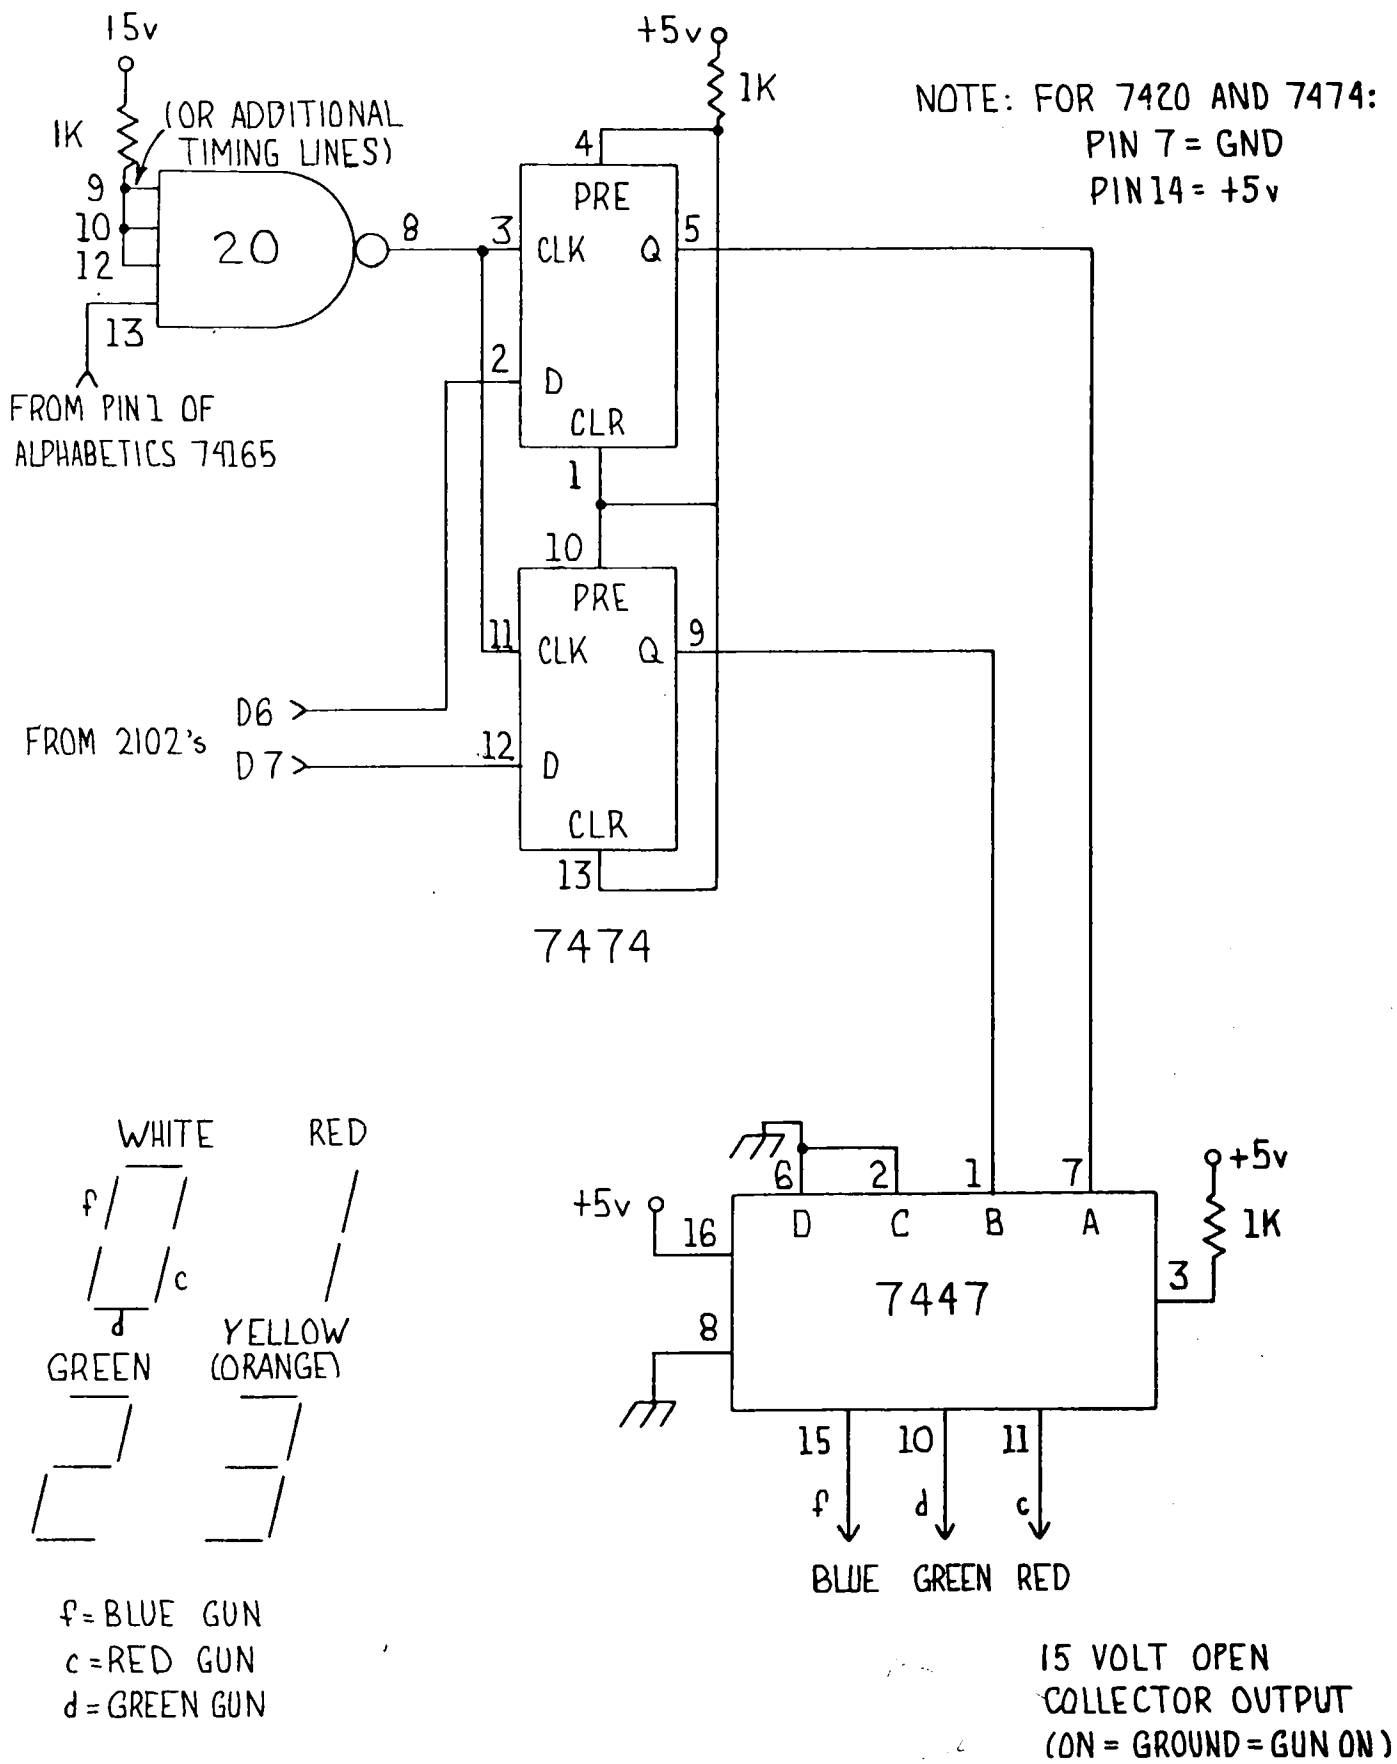 15v
+5v
1K
NOTE: FOR 7420 AND 7474:
PIN 7 = GND
PIN 14 = +5v
1K
(OR ADDITIONAL
TIMING LINES)
9
10
12
13
20
8
FROM PIN 1 OF
ALPHABETICS 74165
4
PRE
3
CLK
Q
5
2
D
CLR
1
10
PRE
11
CLK
Q
9
FROM 2102's
D6
D7
12
D
CLR
13
7474
WHITE
RED
f
c
d
GREEN
YELLOW
(ORANGE)
f = BLUE GUN
c = RED GUN
d = GREEN GUN
6
2
1
7
+5v
+5v
16
D
C
B
A
1K
7447
3
8
15
10
11
f
d
c
BLUE GREEN RED
15 VOLT OPEN
COLLECTOR OUTPUT
(ON = GROUND = GUN ON)